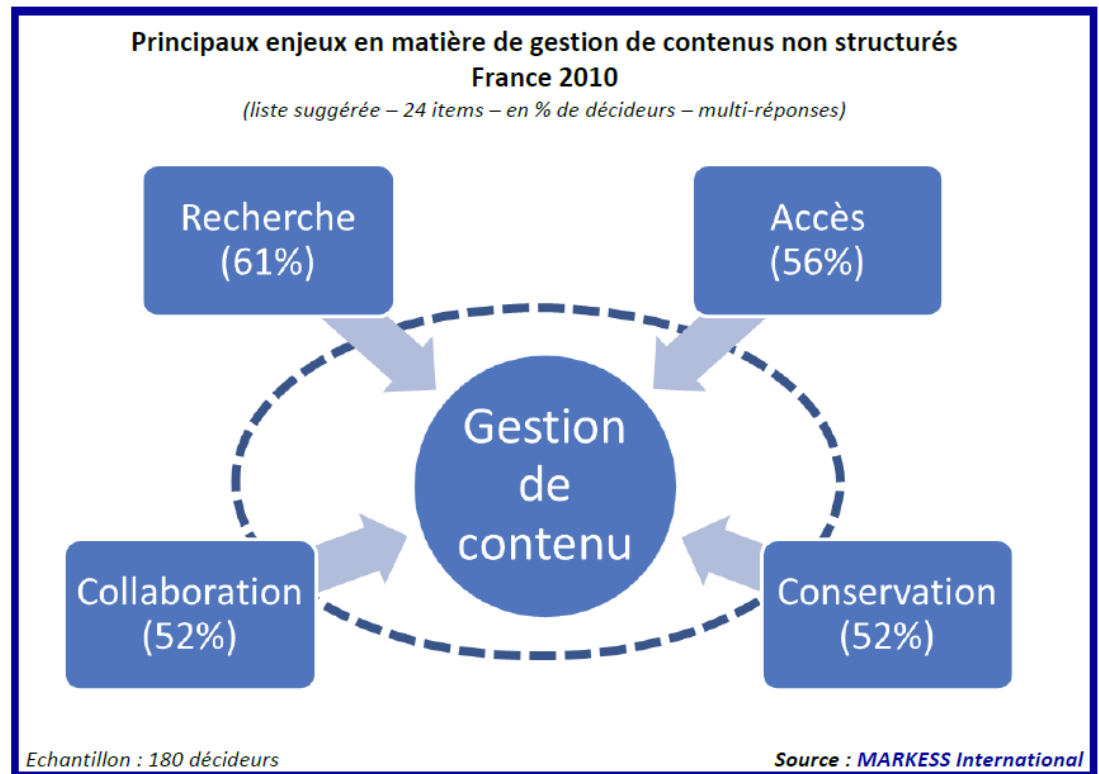 Principaux enjeux en matière de gestion de contenus non structurés
France 2010
(liste suggérée – 24 items – en % de décideurs – multi-réponses)
Recherche
(61%)
Accès
(56%)
Gestion
de
contenu
Collaboration
(52%)
Conservation
(52%)
Echantillon : 180 décideurs
Source : MARKESS International